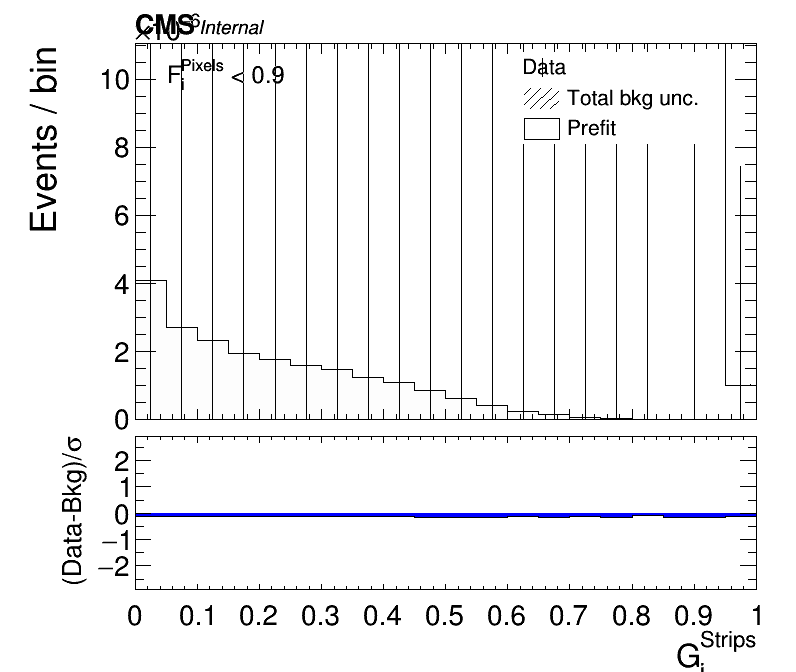 CMS Internal
×10⁻⁶
F_i^Pixels < 0.9
Data
Total bkg unc.
Prefit
Events / bin
10
8
6
4
2
0
(Data-Bkg)/σ
2
1
0
−1
−2
0 0.1 0.2 0.3 0.4 0.5 0.6 0.7 0.8 0.9 1
G_i^Strips